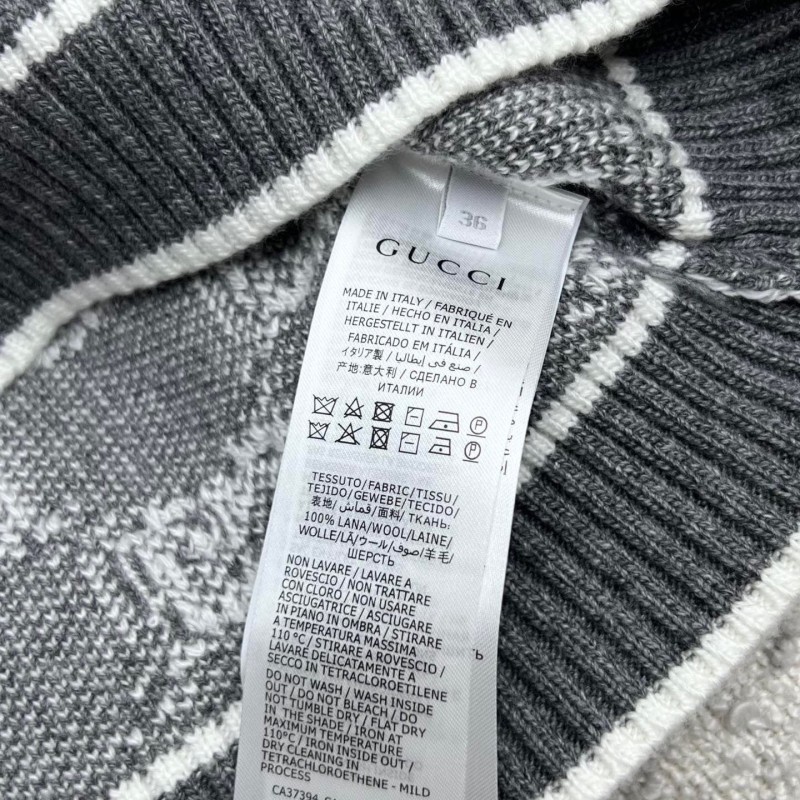 36
GUCCI
MADE IN ITALY / FABRIQUÉ EN
ITALIE / HECHO EN ITALIA /
HERGESTELLT IN ITALIEN /
FABRICADO EM ITÁLIA /
イタリア製 / صنع في إيطاليا /
产地:意大利 / СДЕЛАНО В
ИТАЛИИ
TESSUTO/FABRIC/TISSU/
TEJIDO/GEWEBE/TECIDO/
表地/قماش/面料/ ТКАНЬ:
100% LANA/WOOL/LAINE/
WOLLE/LÃ/ウール/صوف/羊毛/
ШЕРСТЬ
NON LAVARE / LAVARE A
ROVESCIO / NON TRATTARE
CON CLORO / NON USARE
ASCIUGATRICE / ASCIUGARE
IN PIANO IN OMBRA / STIRARE
A TEMPERATURA MASSIMA
110 °C / STIRARE A ROVESCIO /
LAVARE DELICATAMENTE A
SECCO IN TETRACLOROETILENE
DO NOT WASH / WASH INSIDE
OUT / DO NOT BLEACH / DO
NOT TUMBLE DRY / FLAT DRY
IN THE SHADE / IRON AT
MAXIMUM TEMPERATURE
110°C / IRON INSIDE OUT /
DRY CLEANING IN
TETRACHLOROETHENE - MILD
PROCESS
CA37394